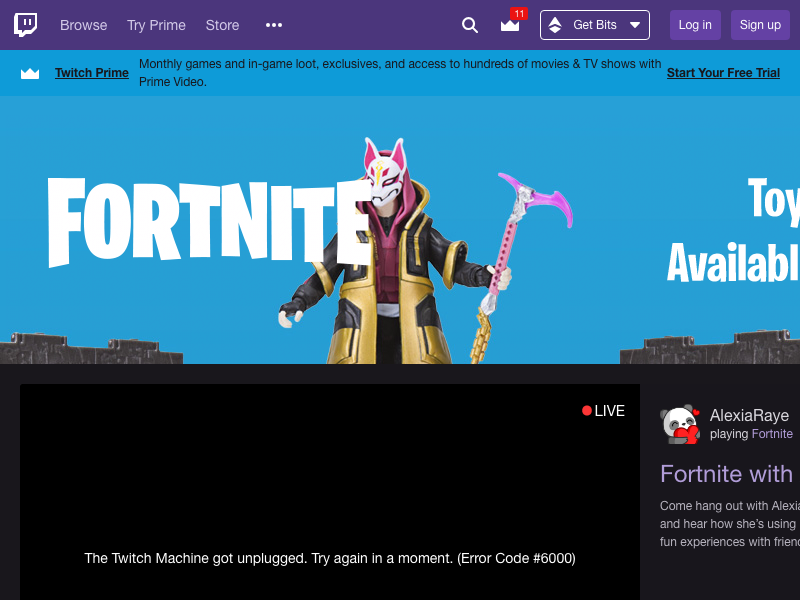 Browse Try Prime Store 11 Get Bits Log in Sign up
Twitch Prime
Monthly games and in-game loot, exclusives, and access to hundreds of movies & TV shows with
Prime Video.
Start Your Free Trial
FORTNITE
Toy
Availabl
LIVE
The Twitch Machine got unplugged. Try again in a moment. (Error Code #6000)
AlexiaRaye
playing Fortnite
Fortnite with
Come hang out with Alexia
and hear how she's using
fun experiences with friend